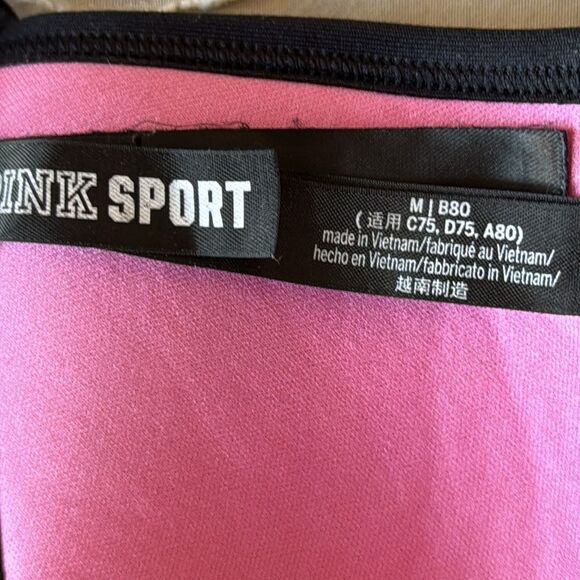 PINK SPORT
M | B80
( 适用 C75, D75, A80)
made in Vietnam/fabriqué au Vietnam/
hecho en Vietnam/fabbricato in Vietnam/
越南制造